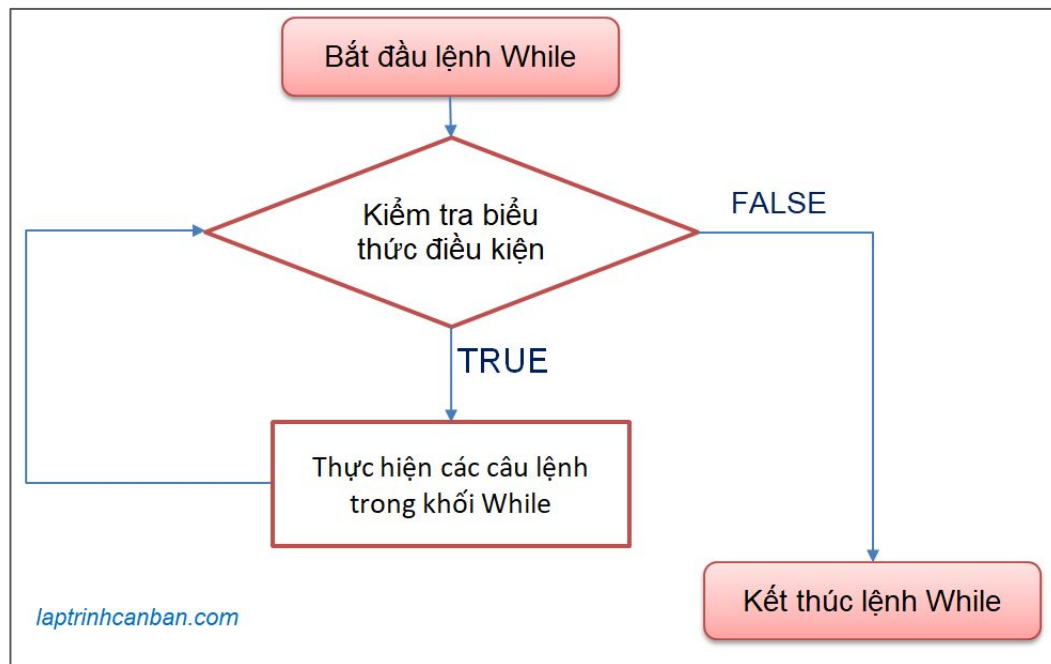 Bắt đầu lệnh While
Kiểm tra biểu
thức điều kiện
FALSE
TRUE
Thực hiện các câu lệnh
trong khối While
Kết thúc lệnh While
laptrinhcanban.com